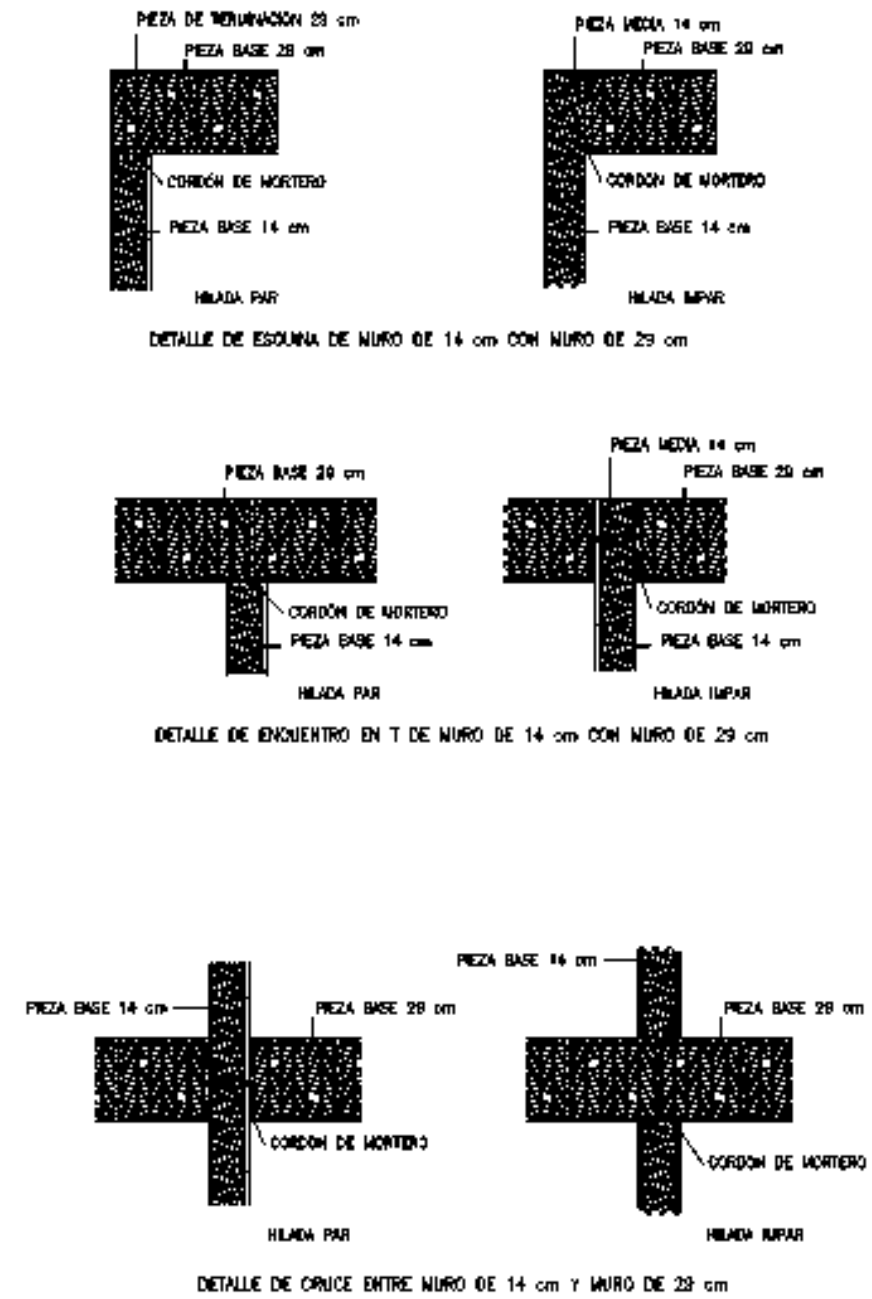 PIEZA DE TERMINACIÓN 29 cm
PIEZA BASE 29 cm
CORDÓN DE MORTERO
PIEZA BASE 14 cm
HILADA PAR
PIEZA MEDIA 14 cm
PIEZA BASE 29 cm
CORDÓN DE MORTERO
PIEZA BASE 14 cm
HILADA IMPAR
DETALLE DE ESQUINA DE MURO DE 14 cm CON MURO DE 29 cm
PIEZA BASE 29 cm
CORDÓN DE MORTERO
PIEZA BASE 14 cm
HILADA PAR
PIEZA MEDIA 14 cm
PIEZA BASE 29 cm
CORDÓN DE MORTERO
PIEZA BASE 14 cm
HILADA IMPAR
DETALLE DE ENCUENTRO EN T DE MURO DE 14 cm CON MURO DE 29 cm
PIEZA BASE 14 cm
PIEZA BASE 29 cm
CORDÓN DE MORTERO
HILADA PAR
PIEZA BASE 14 cm
PIEZA BASE 29 cm
CORDÓN DE MORTERO
HILADA IMPAR
DETALLE DE CRUCE ENTRE MURO DE 14 cm Y MURO DE 29 cm